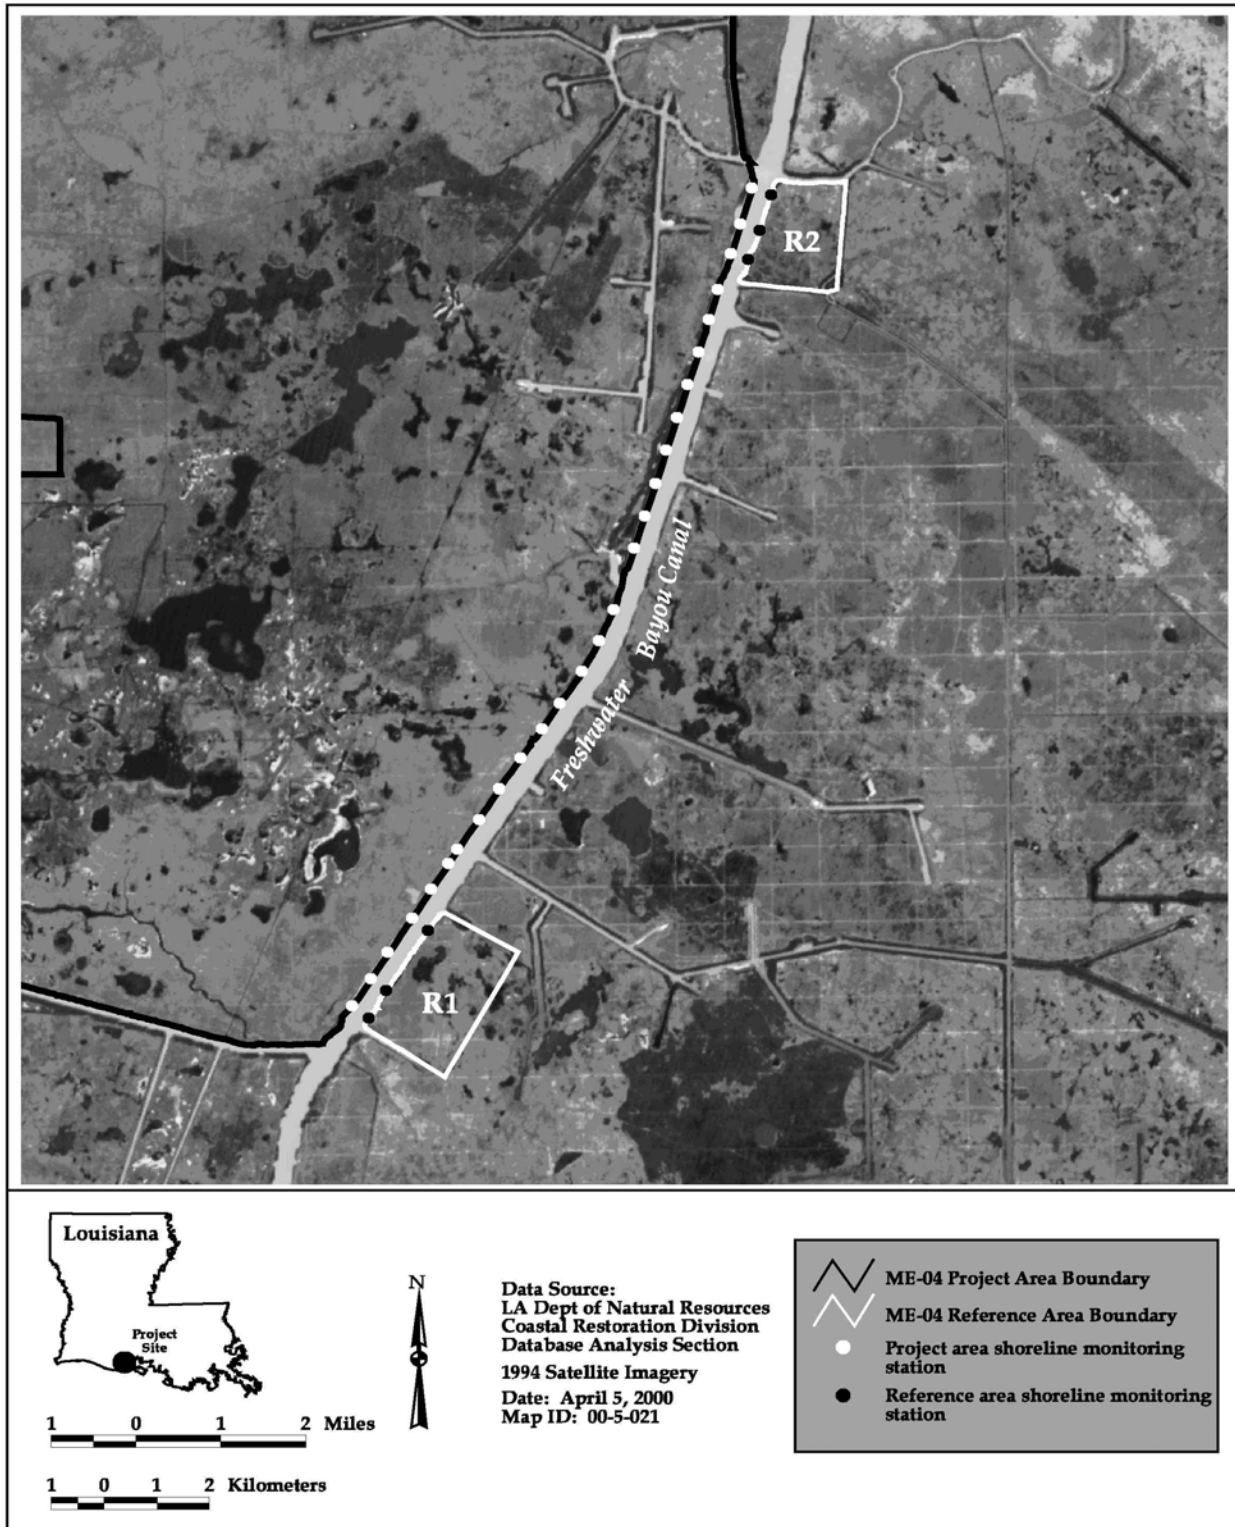 R2
Bayou Canal
Freshwater
R1
Louisiana
Project
Site
1 0 1 2 Miles
1 0 1 2 Kilometers
N
Data Source:
LA Dept of Natural Resources
Coastal Restoration Division
Database Analysis Section
1994 Satellite Imagery
Date: April 5, 2000
Map ID: 00-5-021
ME-04 Project Area Boundary
ME-04 Reference Area Boundary
Project area shoreline monitoring
station
Reference area shoreline monitoring
station